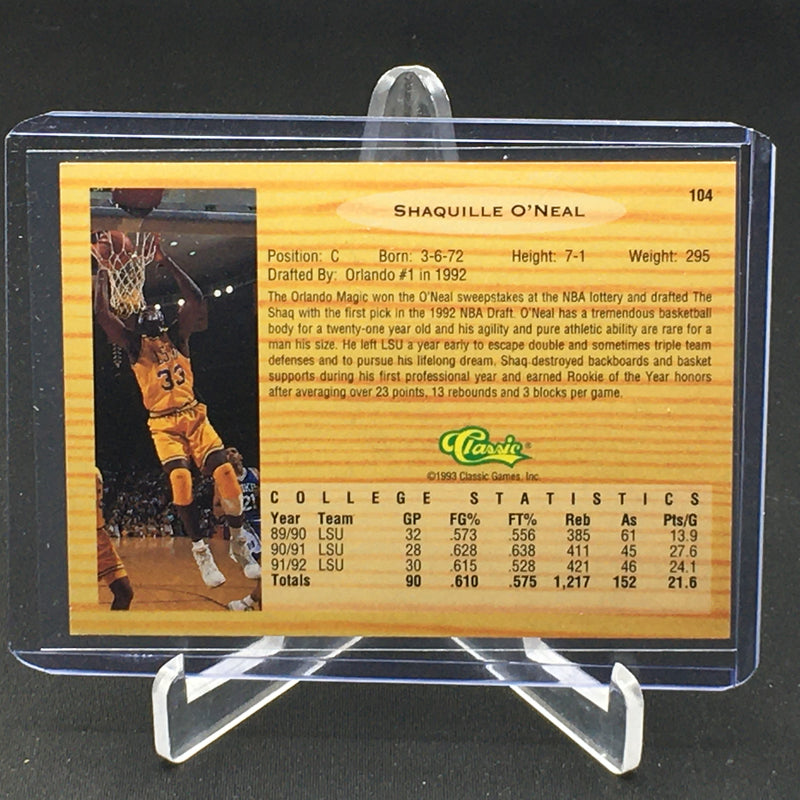 104
SHAQUILLE O'NEAL
Position: C Born: 3-6-72 Height: 7-1 Weight: 295
Drafted By: Orlando #1 in 1992
The Orlando Magic won the O'Neal sweepstakes at the NBA lottery and drafted The
Shaq with the first pick in the 1992 NBA Draft. O'Neal has a tremendous basketball
body for a twenty-one year old and his agility and pure athletic ability are rare for a
man his size. He left LSU a year early to escape double and sometimes triple team
defenses and to pursue his lifelong dream. Shaq destroyed backboards and basket
supports during his first professional year and earned Rookie of the Year honors
after averaging over 23 points, 13 rebounds and 3 blocks per game.
LSU
33
Classic®
©1993 Classic Games, Inc.
COLLEGE STATISTICS
Year Team GP FG% FT% Reb As Pts/G
89/90 LSU 32 .573 .556 385 61 13.9
90/91 LSU 28 .628 .638 411 45 27.6
91/92 LSU 30 .615 .528 421 46 24.1
Totals 90 .610 .575 1,217 152 21.6